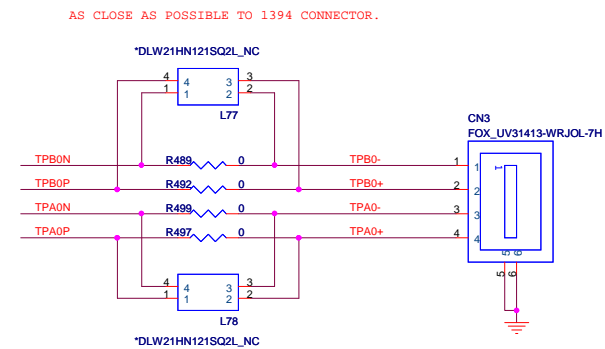 AS CLOSE AS POSSIBLE TO 1394 CONNECTOR.
*DLW21HN121SQ2L_NC
4 4 3 3
1 1 2 2
L77
CN3
FOX_UV31413-WRJOL-7H
TPB0N R489 0 TPB0- 1 1 1
TPB0P R492 0 TPB0+ 2 2
TPA0N R499 0 TPA0- 3 3
TPA0P R497 0 TPA0+ 4 4
5 6
5 6
4 4 3 3
1 1 2 2
L78
*DLW21HN121SQ2L_NC